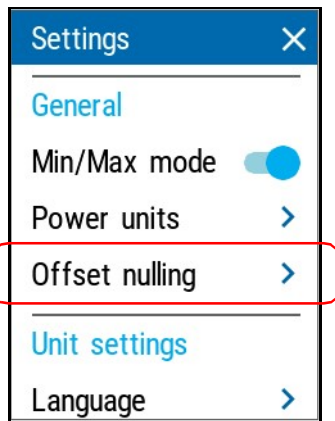 Settings
General
Min/Max mode
Power units
Offset nulling
Unit settings
Language